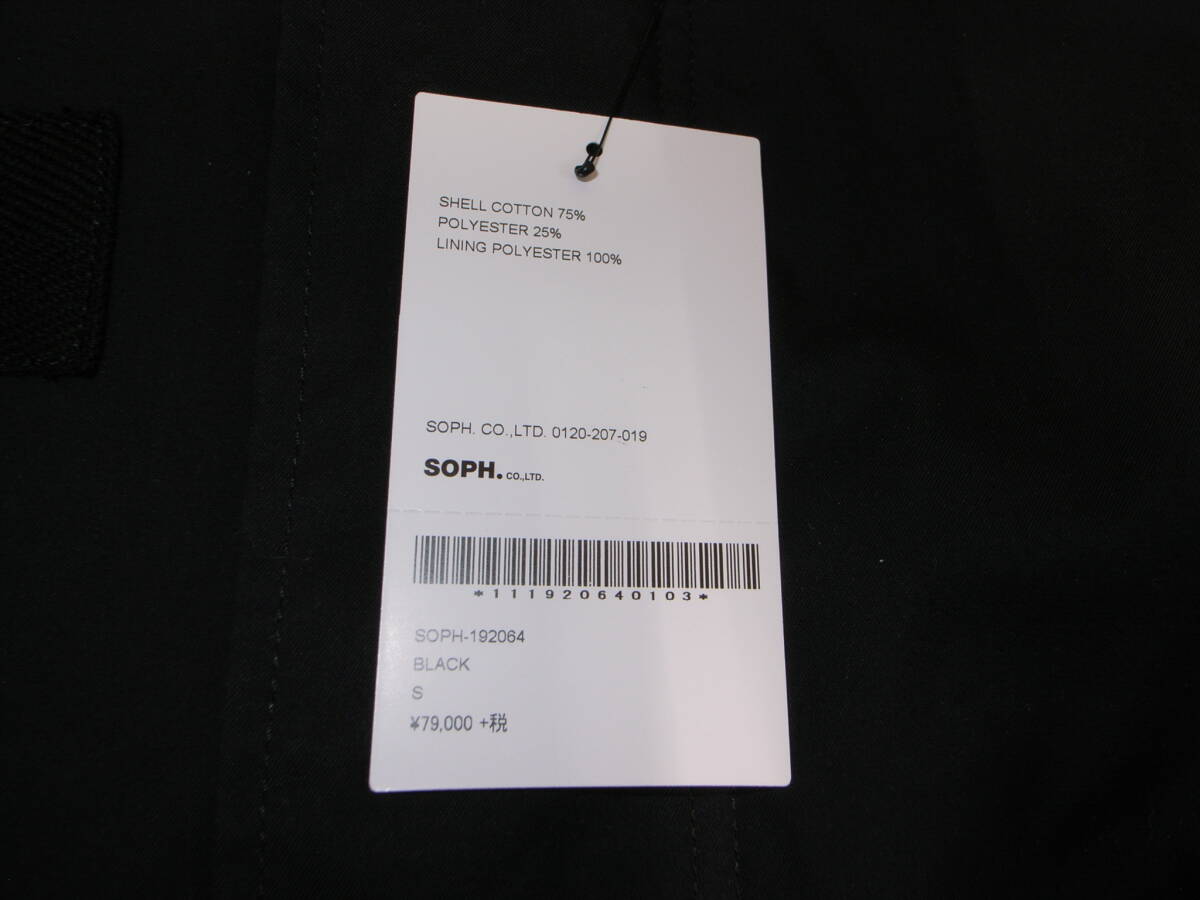 SHELL COTTON 75%
POLYESTER 25%
LINING POLYESTER 100%
SOPH. CO.,LTD. 0120-207-019
SOPH. CO.,LTD.
*111920640103*
SOPH-192064
BLACK
S
¥79,000 +税